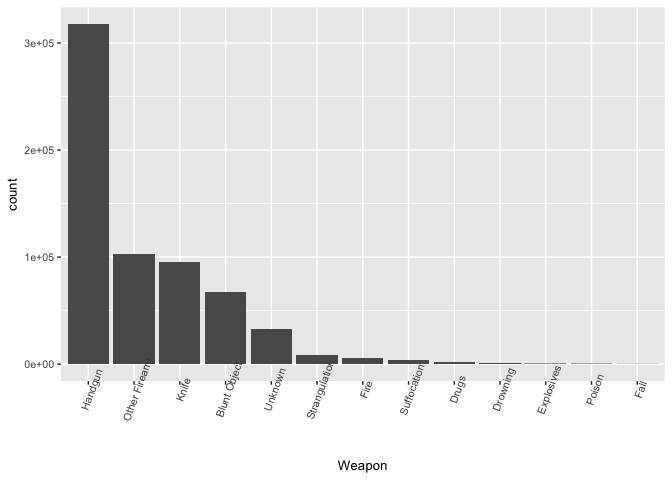 3e+05
2e+05
count
1e+05
0e+00
Handgun
Other Firearm
Knife
Blunt Object
Unknown
Strangulation
Fire
Suffocation
Drugs
Drowning
Explosives
Poison
Fall
Weapon